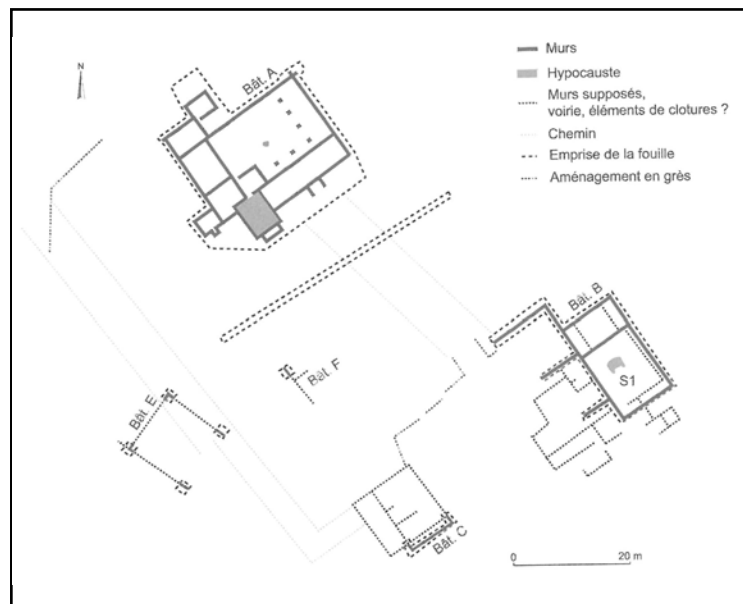 N
Bât. A
Murs
Hypocauste
Murs supposés,
voirie, éléments de clotures ?
Chemin
Emprise de la fouille
Aménagement en grès
Bât. B
S1
Bât. F
Bât. E
Bât. C
0 20 m